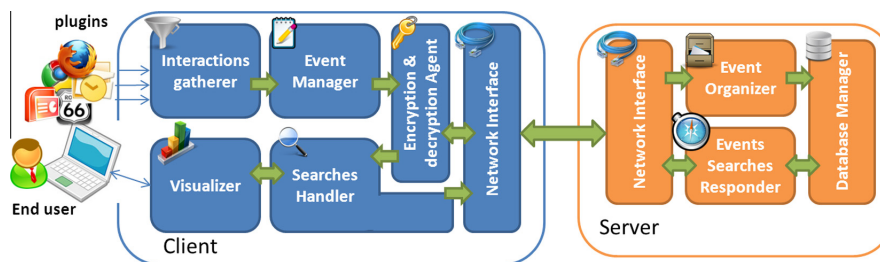 plugins
Interactions
gatherer
Event
Manager
Encryption &
decryption Agent
Network Interface
Network Interface
Event
Organizer
Database Manager
66
Visualizer
Searches
Handler
Events
Searches
Responder
End user
Client
Server